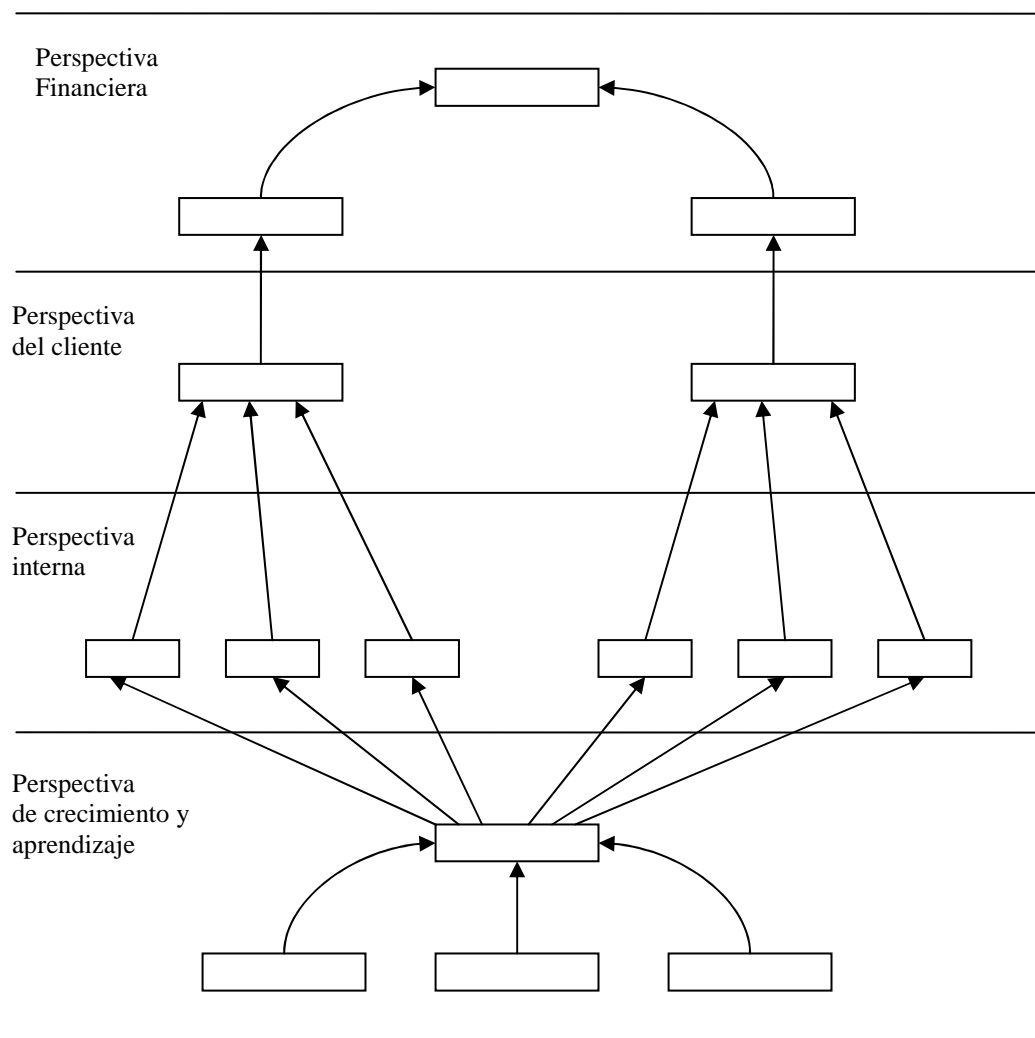 Perspectiva
Financiera
Perspectiva
del cliente
Perspectiva
interna
Perspectiva
de crecimiento y
aprendizaje